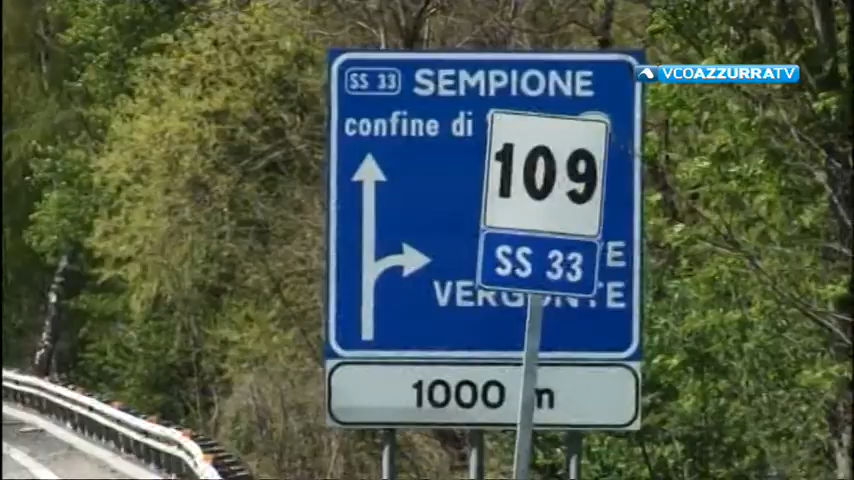 VCOAZZURRATV
SS 33 SEMPIONE
confine di
109
SS 33
VERGONTE
1000 m